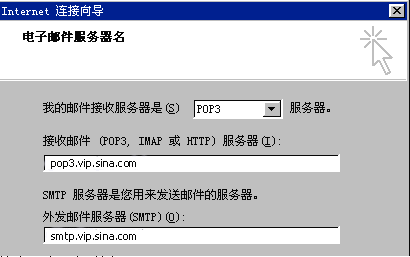 Internet 连接向导
电子邮件服务器名
我的邮件接收服务器是(S) POP3 服务器。
接收邮件 (POP3, IMAP 或 HTTP) 服务器(I):
pop3.vip.sina.com
SMTP 服务器是您用来发送邮件的服务器。
外发邮件服务器(SMTP)(O):
smtp.vip.sina.com